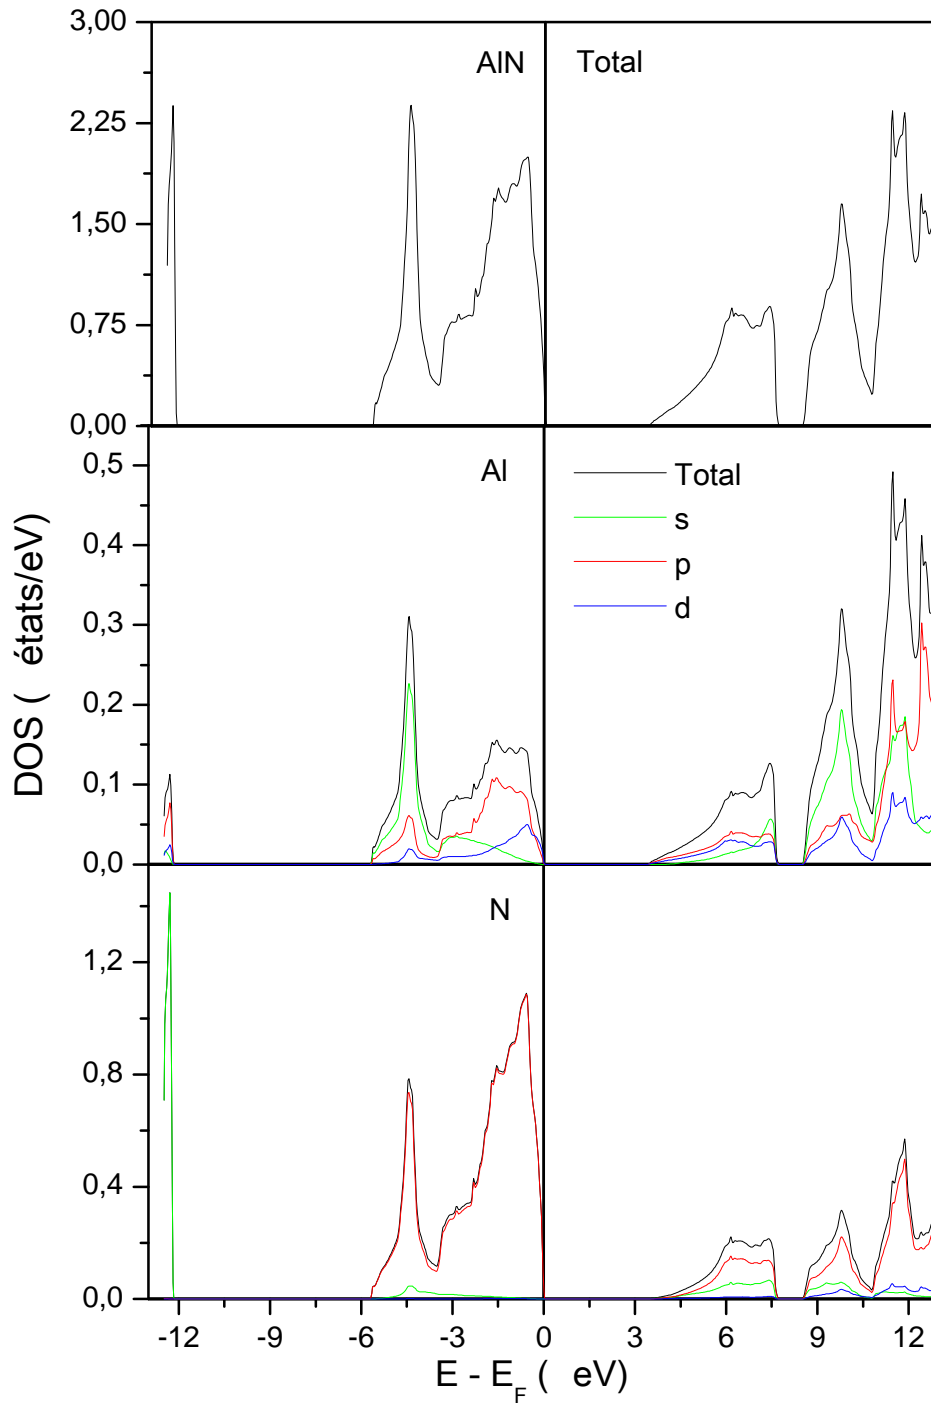 AlN Total
3,00
2,25
1,50
0,75
0,00
Al
Total
s
p
d
0,5
0,4
0,3
0,2
0,1
0,0
N
1,2
0,8
0,4
0,0
-12 -9 -6 -3 0 3 6 9 12
E - E_F ( eV)
DOS ( états/eV)